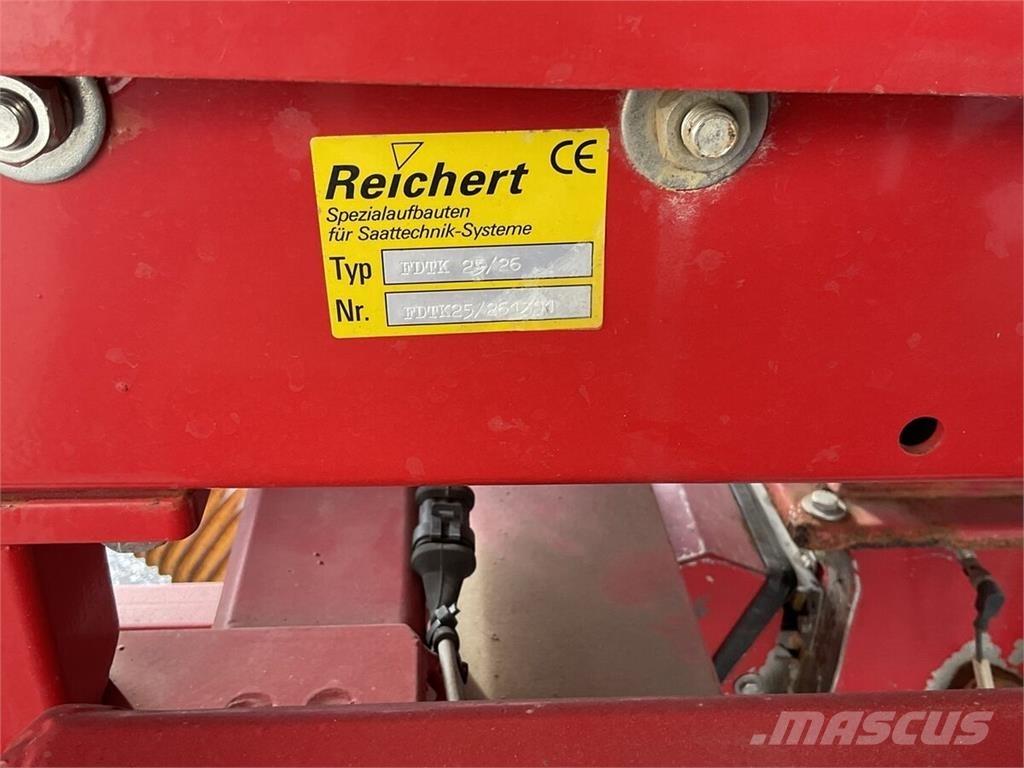 Reichert CE
Spezialaufbauten
für Saattechnik-Systeme
Typ FDTK 25/26
Nr.
MASCUS